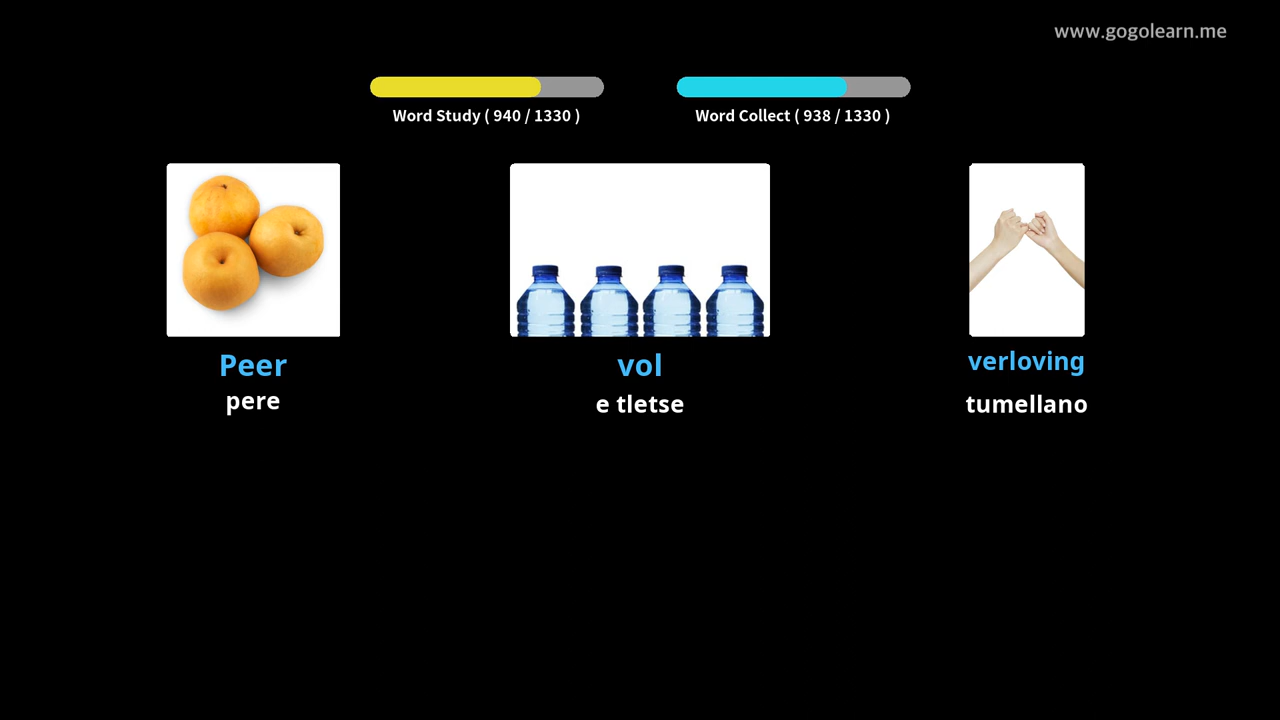 www.gogolearn.me
Word Study ( 940 / 1330 )
Word Collect ( 938 / 1330 )
Peer
pere
vol
e tletse
verloving
tumellano